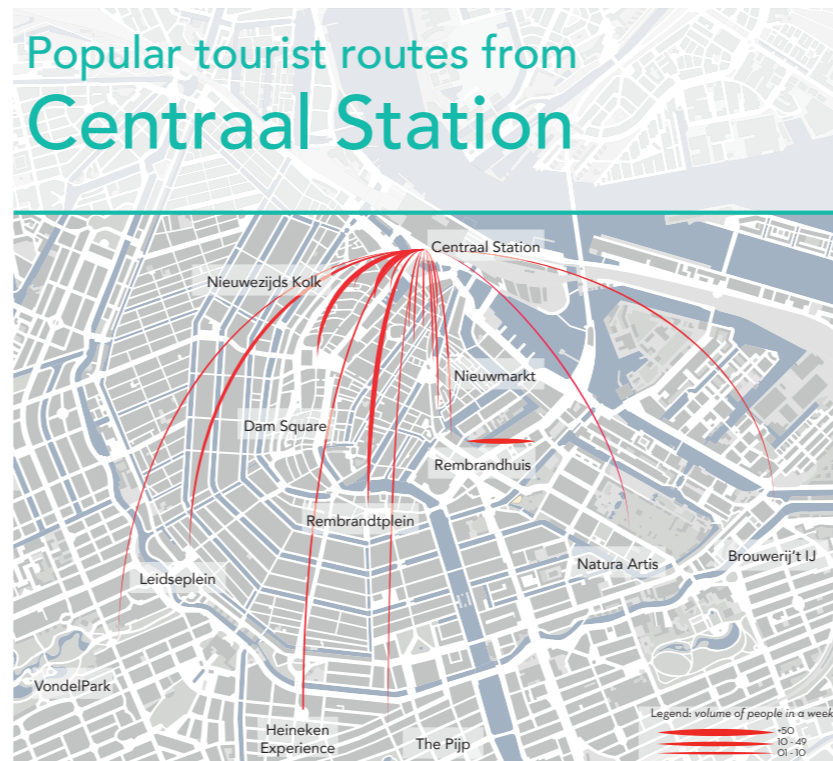 Popular tourist routes from
Centraal Station
Centraal Station
Nieuwezijds Kolk
Nieuwmarkt
Dam Square
Rembrandhuis
Rembrandtplein
Natura Artis
Brouwerij't IJ
Leidseplein
VondelPark
Heineken
Experience
The Pijp
Legend: volume of people in a week
+50
10 - 49
01 - 10